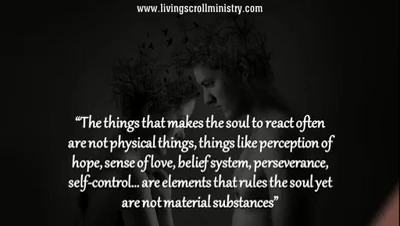 www.livingscrollministry.com
“The things that makes the soul to react often
are not physical things, things like perception of
hope, sense of love, belief system, perseverance,
self-control... are elements that rules the soul yet
are not material substances”